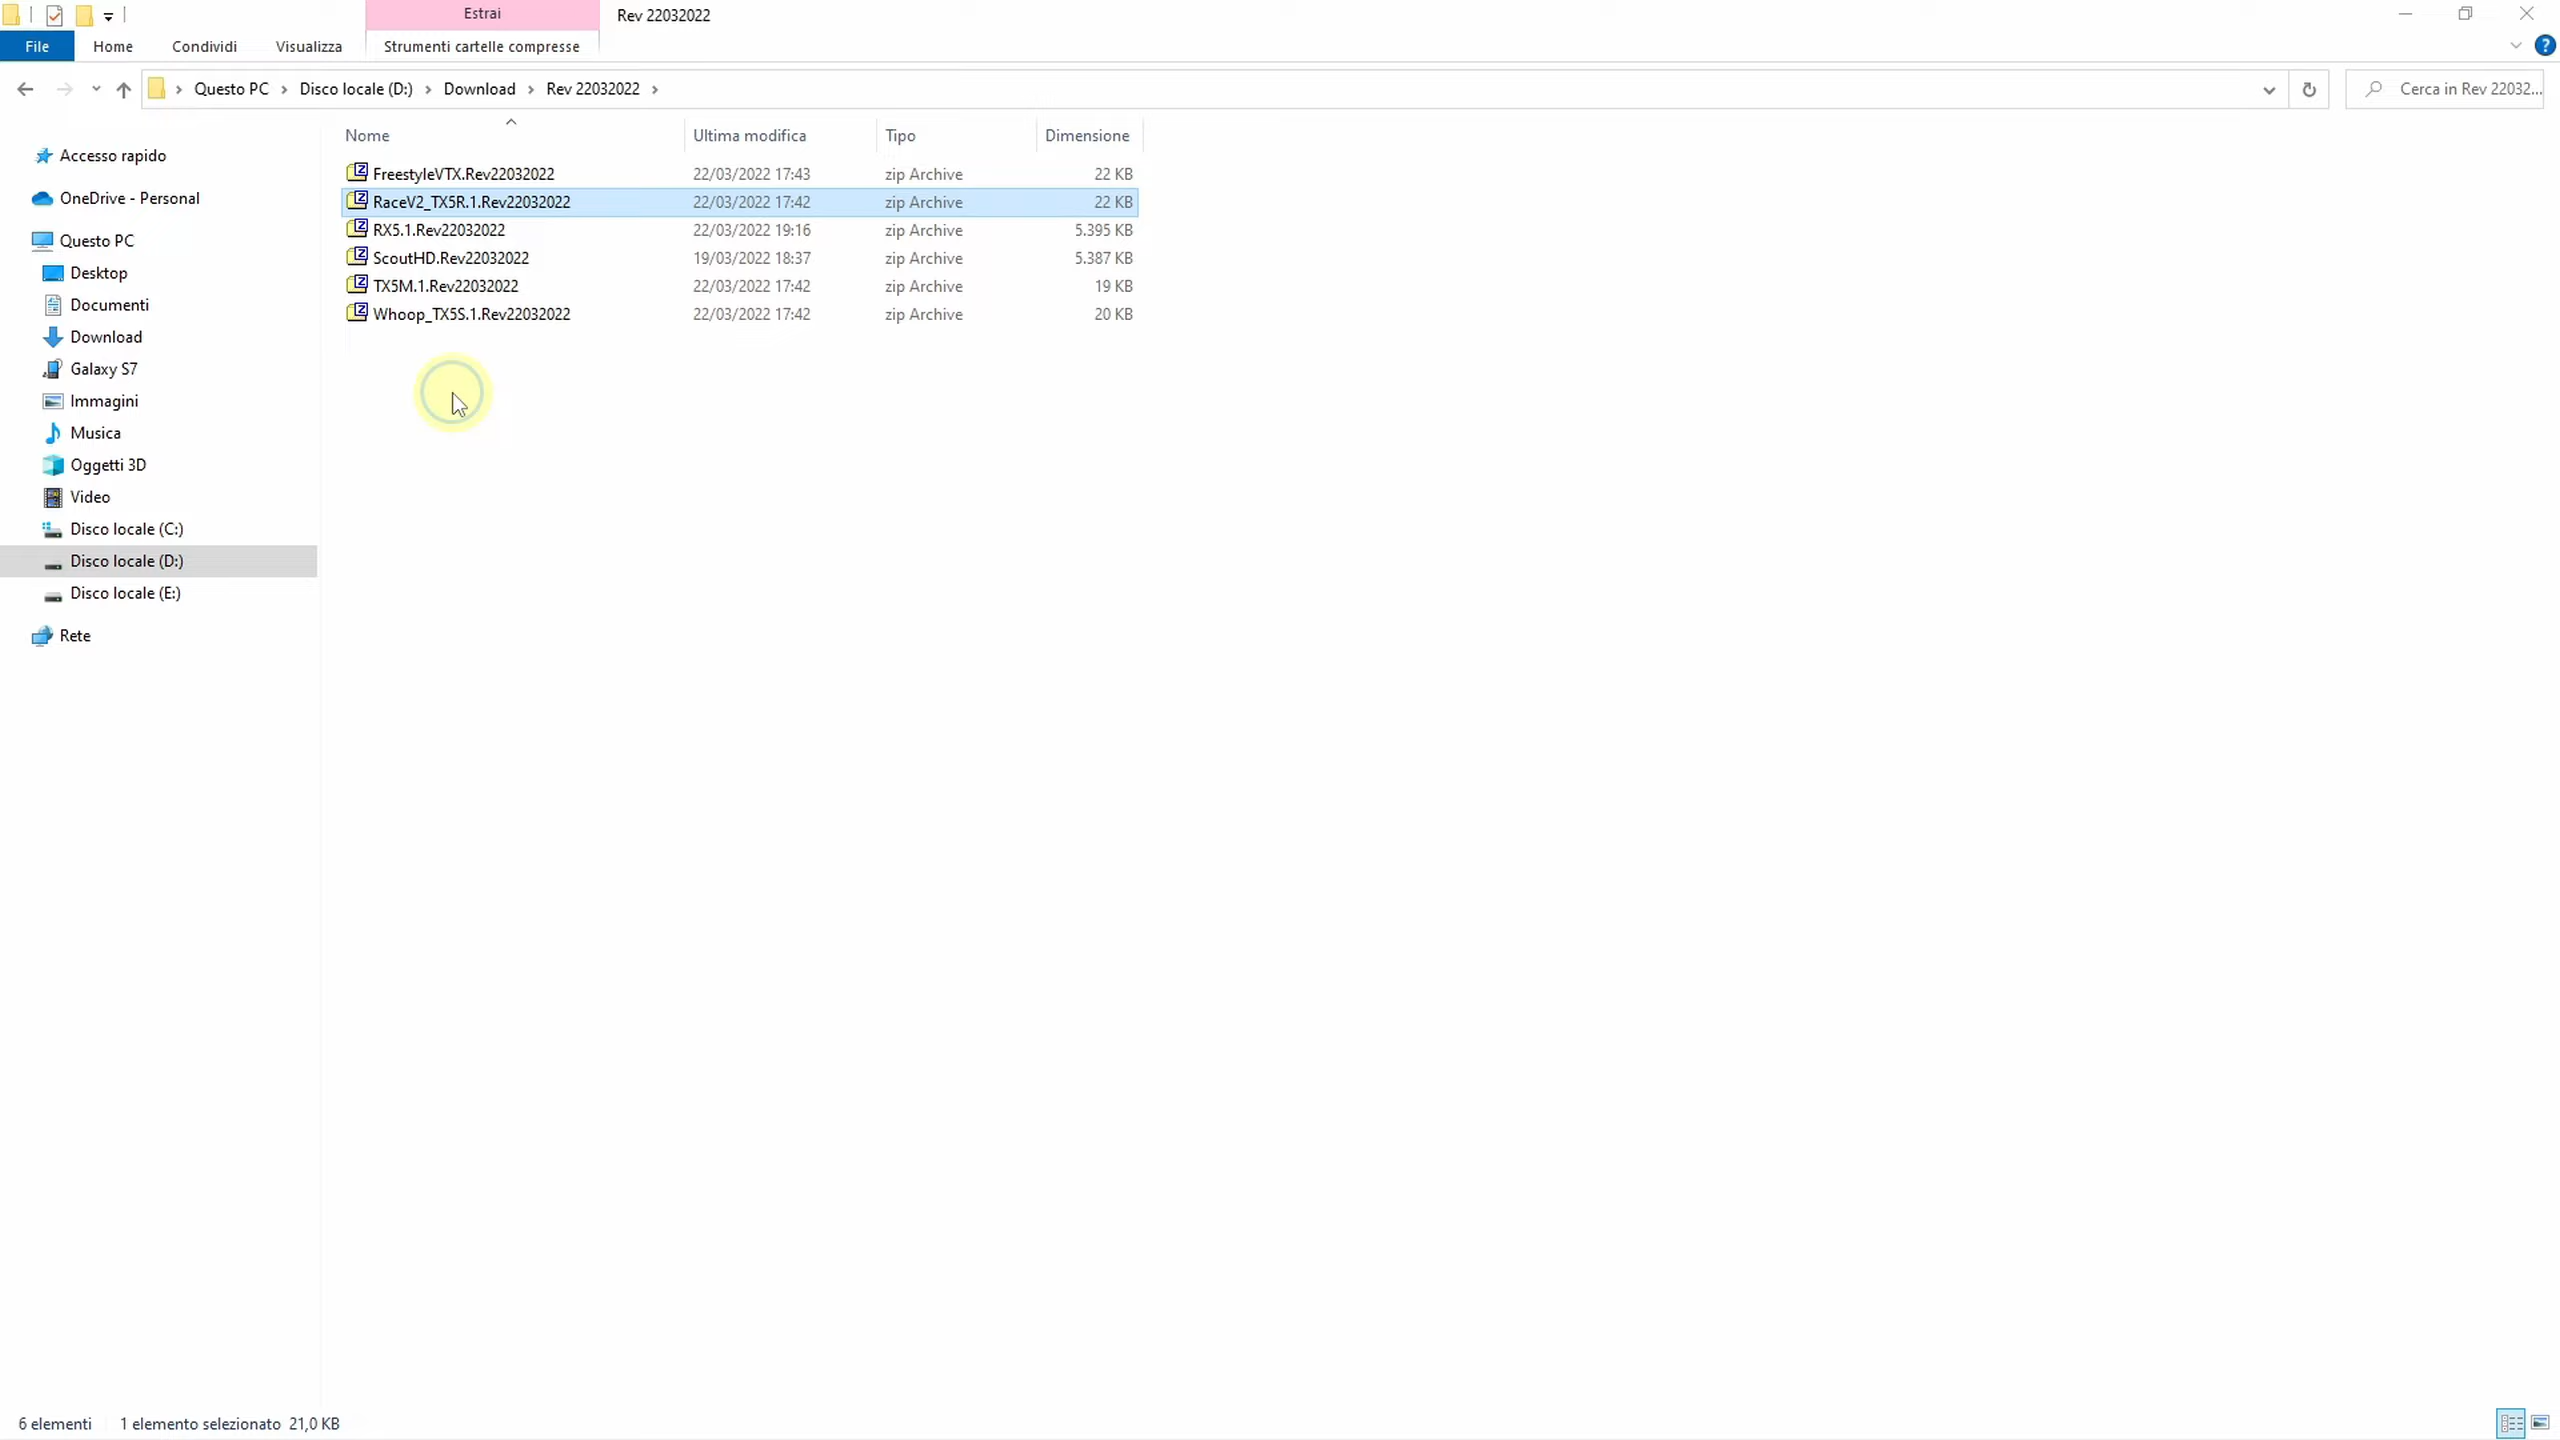 Estrai
Rev 22032022
File
Home
Condividi
Visualizza
Strumenti cartelle compresse
Questo PC
Disco locale (D:)
Download
Rev 22032022
Cerca in Rev 22032...
Nome
Ultima modifica
Tipo
Dimensione
FreestyleVTX.Rev22032022 22/03/2022 17:43 zip Archive 22 KB
RaceV2_TX5R.1.Rev22032022 22/03/2022 17:42 zip Archive 22 KB
RX5.1.Rev22032022 22/03/2022 19:16 zip Archive 5.395 KB
ScoutHD.Rev22032022 19/03/2022 18:37 zip Archive 5.387 KB
TX5M.1.Rev22032022 22/03/2022 17:42 zip Archive 19 KB
Whoop_TX5S.1.Rev22032022 22/03/2022 17:42 zip Archive 20 KB
Accesso rapido
OneDrive - Personal
Questo PC
Desktop
Documenti
Download
Galaxy S7
Immagini
Musica
Oggetti 3D
Video
Disco locale (C:)
Disco locale (D:)
Disco locale (E:)
Rete
6 elementi 1 elemento selezionato 21,0 KB